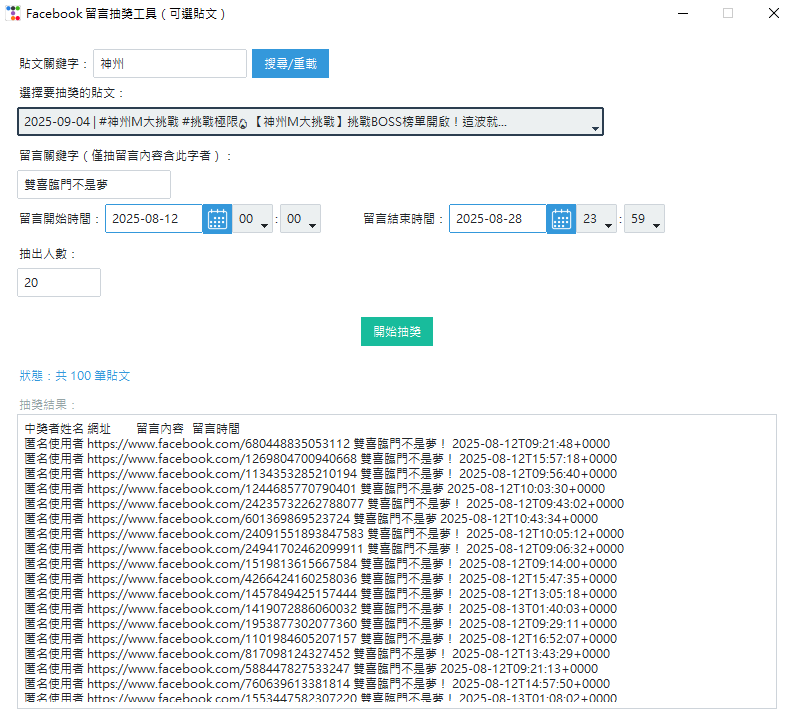 Facebook 留言抽獎工具（可選貼文）
貼文關鍵字： 神州 搜尋/重載
選擇要抽獎的貼文：
2025-09-04 | #神州M大挑戰 #挑戰極限 【神州M大挑戰】挑戰BOSS榜單開啟！這波就...
留言關鍵字（僅抽留言內容含此字者）：
雙喜臨門不是夢
留言開始時間： 2025-08-12 00 : 00 留言結束時間： 2025-08-28 23 : 59
抽出人數：
20
開始抽獎
狀態：共 100 筆貼文
抽獎結果：
中獎者姓名 網址 留言內容 留言時間
匿名使用者 https://www.facebook.com/680448835053112 雙喜臨門不是夢！ 2025-08-12T09:21:48+0000
匿名使用者 https://www.facebook.com/1269804700940668 雙喜臨門不是夢！ 2025-08-12T15:57:18+0000
匿名使用者 https://www.facebook.com/1134353285210194 雙喜臨門不是夢！ 2025-08-12T09:56:40+0000
匿名使用者 https://www.facebook.com/1244685770790401 雙喜臨門不是夢 2025-08-12T10:03:30+0000
匿名使用者 https://www.facebook.com/24235732262788077 雙喜臨門不是夢！ 2025-08-12T09:43:02+0000
匿名使用者 https://www.facebook.com/601369869523724 雙喜臨門不是夢 2025-08-12T10:43:34+0000
匿名使用者 https://www.facebook.com/24091551893847583 雙喜臨門不是夢！ 2025-08-12T10:05:12+0000
匿名使用者 https://www.facebook.com/24941702462099911 雙喜臨門不是夢！ 2025-08-12T09:06:32+0000
匿名使用者 https://www.facebook.com/1519813615667584 雙喜臨門不是夢！ 2025-08-12T09:14:00+0000
匿名使用者 https://www.facebook.com/4266424160258036 雙喜臨門不是夢！ 2025-08-12T15:47:35+0000
匿名使用者 https://www.facebook.com/1457849425157444 雙喜臨門不是夢！ 2025-08-12T13:05:18+0000
匿名使用者 https://www.facebook.com/1419072886060032 雙喜臨門不是夢！ 2025-08-13T01:40:03+0000
匿名使用者 https://www.facebook.com/1953877302077360 雙喜臨門不是夢！ 2025-08-12T09:29:11+0000
匿名使用者 https://www.facebook.com/1101984605207157 雙喜臨門不是夢！ 2025-08-12T16:52:07+0000
匿名使用者 https://www.facebook.com/817098124327452 雙喜臨門不是夢！ 2025-08-12T13:43:29+0000
匿名使用者 https://www.facebook.com/588447827533247 雙喜臨門不是夢 2025-08-12T09:21:13+0000
匿名使用者 https://www.facebook.com/760639613381814 雙喜臨門不是夢！ 2025-08-12T14:57:50+0000
匿名使用者 https://www.facebook.com/1553447582307220 雙喜臨門不是夢！ 2025-08-13T01:08:02+0000